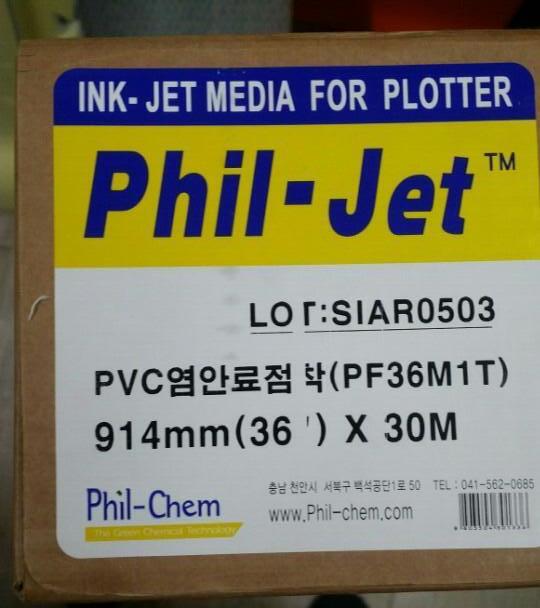 INK-JET MEDIA FOR PLOTTER
Phil-Jet™
LOT:SIAR0503
PVC염안료점착(PF36M1T)
914mm(36 ') X 30M
Phil-Chem
The Green Chemical Technology
충남 천안시 서북구 백석공단1로 50 TEL : 041-562-0685
www.Phil-chem.com